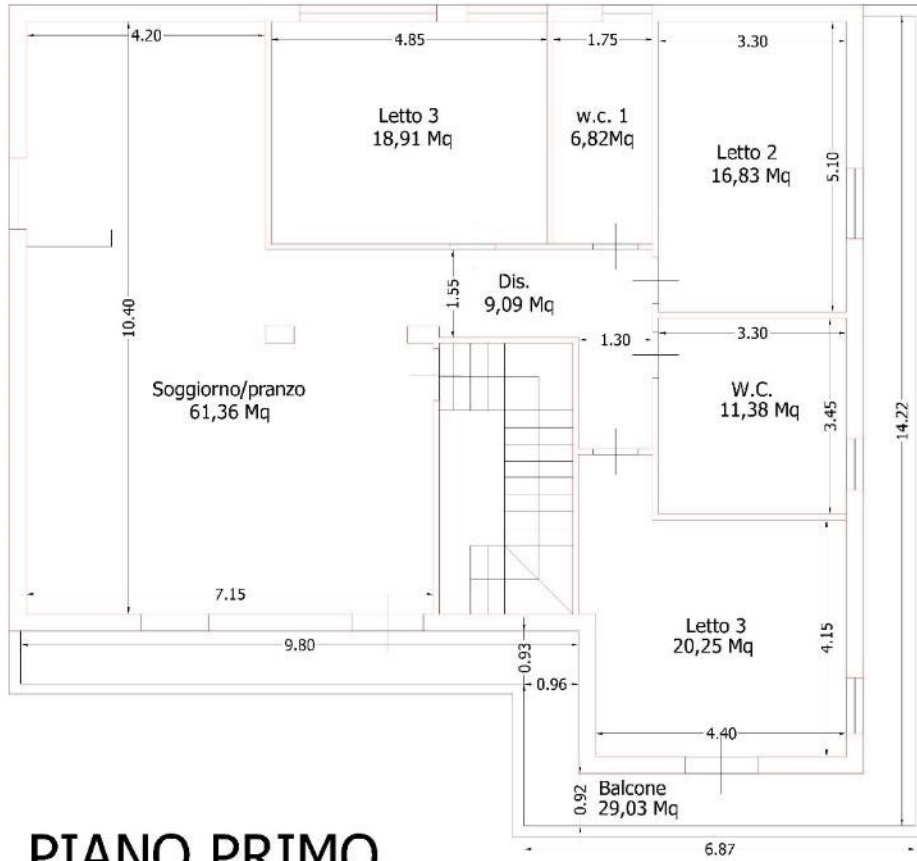 4.20
4.85
1.75
3.30
Letto 3
18,91 Mq
w.c. 1
6,82Mq
Letto 2
16,83 Mq
5.10
10.40
1.55
Dis.
9,09 Mq
1.30
3.30
Soggiorno/pranzo
61,36 Mq
W.C.
11,38 Mq
3.45
14.22
7.15
9.80
0.93
0.96
Letto 3
20,25 Mq
4.15
4.40
0.92
Balcone
29,03 Mq
6.87
PIANO PRIMO